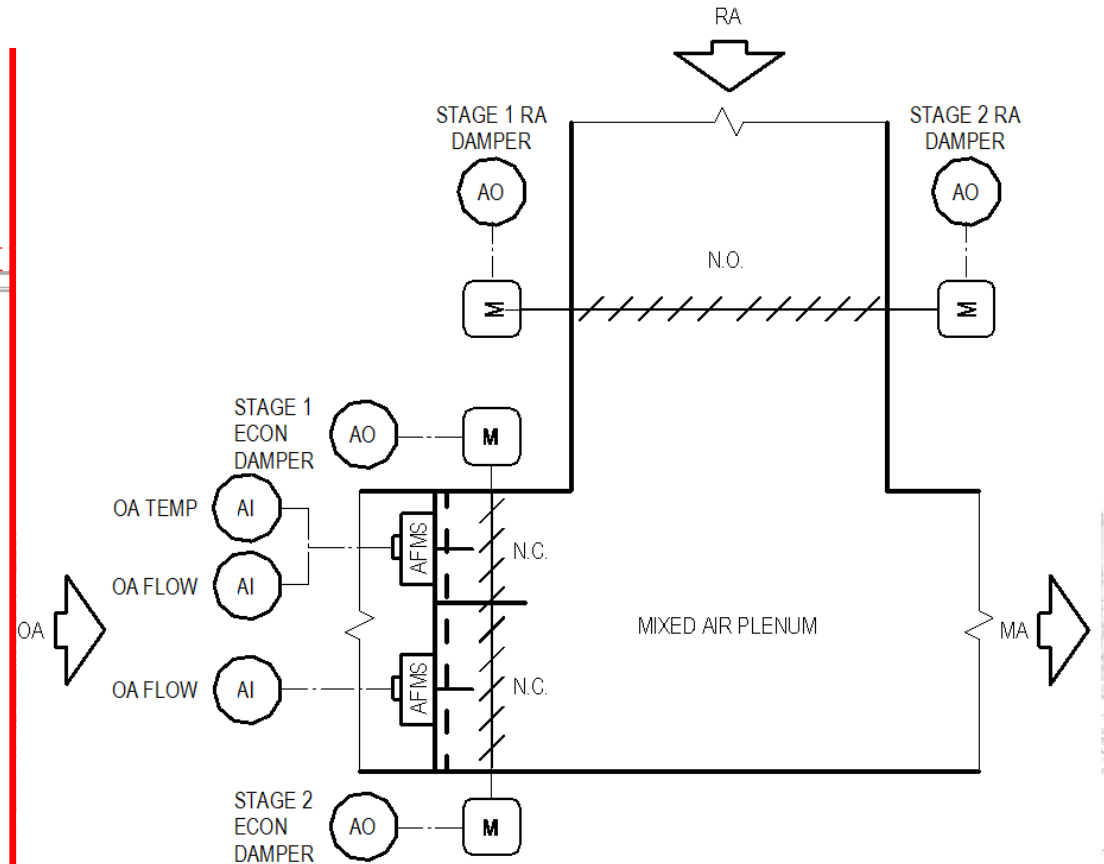 RA
STAGE 1 RA
DAMPER
STAGE 2 RA
DAMPER
AO
AO
N.O.
M
M
STAGE 1
ECON
DAMPER
AO
M
OA TEMP
AI
AFMS
N.C.
OA FLOW
AI
OA
MIXED AIR PLENUM
MA
OA FLOW
AI
AFMS
N.C.
STAGE 2
ECON
DAMPER
AO
M